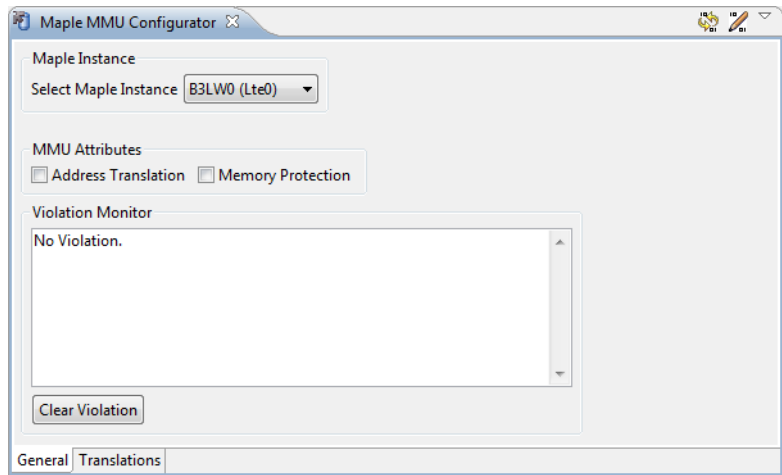 Maple MMU Configurator
Maple Instance
Select Maple Instance B3LW0 (Lte0)
MMU Attributes
Address Translation Memory Protection
Violation Monitor
No Violation.
Clear Violation
General Translations